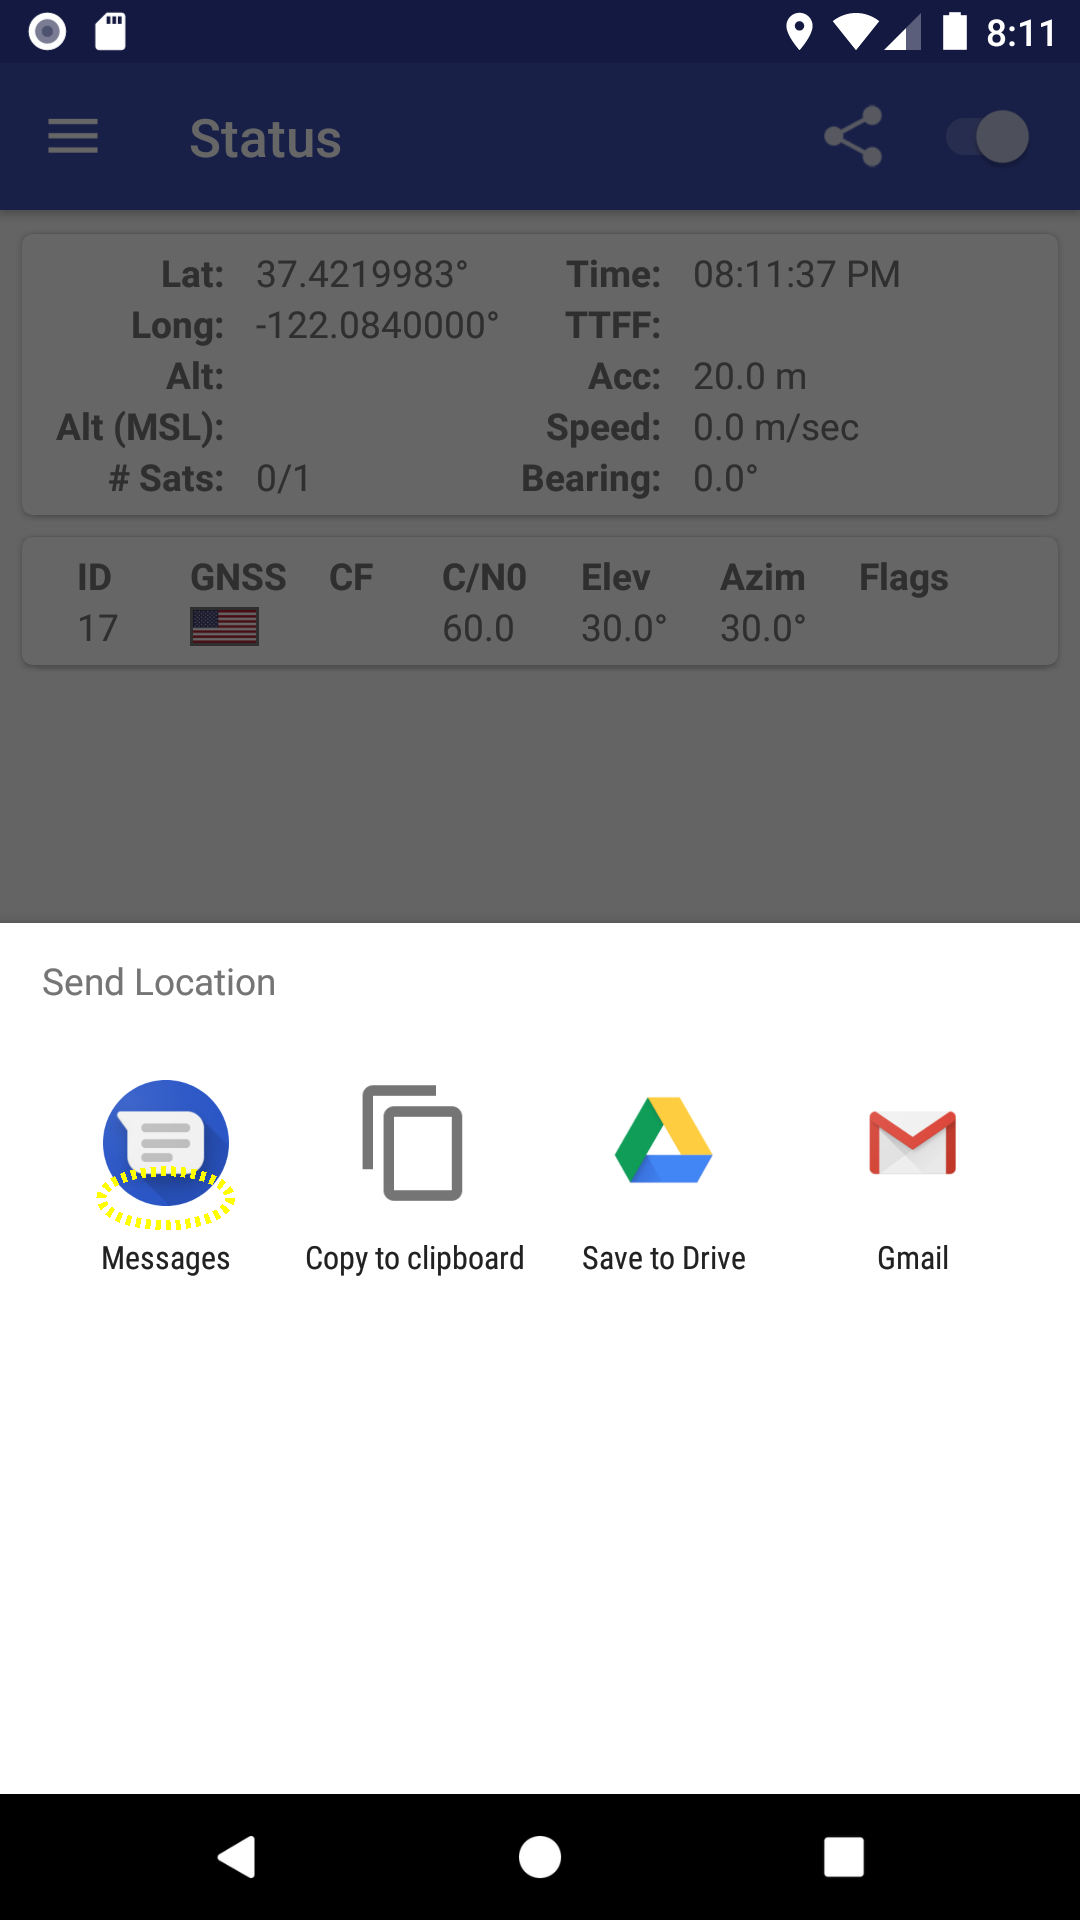 8:11
Status
Lat: 37.4219983° Time: 08:11:37 PM
Long: -122.0840000° TTFF:
Alt: Acc: 20.0 m
Alt (MSL): Speed: 0.0 m/sec
# Sats: 0/1 Bearing: 0.0°
ID GNSS CF C/N0 Elev Azim Flags
17 60.0 30.0° 30.0°
Send Location
Messages Copy to clipboard Save to Drive Gmail